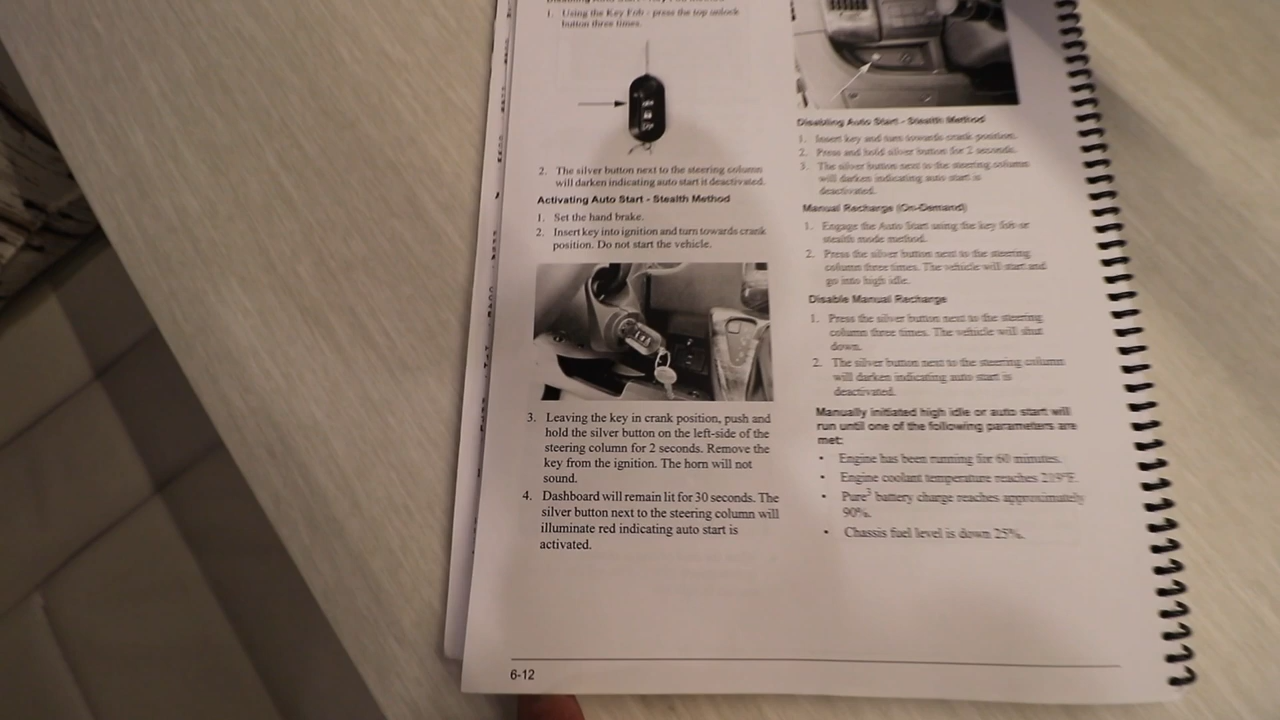 1. Using the Key Fob - press the top unlock
button three times.
2. The silver button next to the steering column
will darken indicating auto start it deactivated.
Activating Auto Start - Stealth Method
1. Set the hand brake.
2. Insert key into ignition and turn towards crank
position. Do not start the vehicle.
3. Leaving the key in crank position, push and
hold the silver button on the left-side of the
steering column for 2 seconds. Remove the
key from the ignition. The horn will not
sound.
4. Dashboard will remain lit for 30 seconds. The
silver button next to the steering column will
illuminate red indicating auto start is
activated.
Disabling Auto Start - Stealth Method
1. Insert key and turn towards crank position.
2. Press and hold silver button for 2 seconds.
3. The silver button next to the steering column
will darken indicating auto start is
deactivated.
Manual Recharge (On-Demand)
1. Engage the Auto Start using the key fob or
stealth mode method.
2. Press the silver button next to the steering
column three times. The vehicle will start and
go into high idle.
Disable Manual Recharge
1. Press the silver button next to the steering
column three times. The vehicle will shut
down.
2. The silver button next to the steering column
will darken indicating auto start is
deactivated.
Manually initiated high idle or auto start will
run until one of the following parameters are
met:
• Engine has been running for 60 minutes.
• Engine coolant temperature reaches 219°F.
• Pure³ battery charge reaches approximately
90%.
• Chassis fuel level is down 25%.
6-12